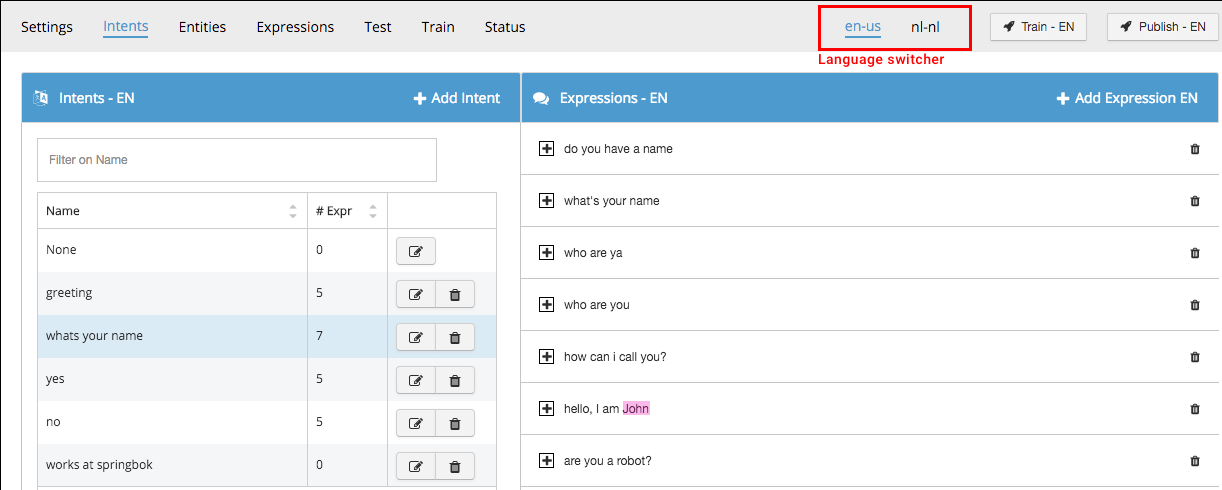 Settings Intents Entities Expressions Test Train Status en-us nl-nl Train - EN Publish - EN
Language switcher
Intents - EN Add Intent
Filter on Name
Name # Expr
None 0
greeting 5
whats your name 7
yes 5
no 5
works at springbok 0
Expressions - EN Add Expression EN
do you have a name
what's your name
who are ya
who are you
how can i call you?
hello, I am John
are you a robot?